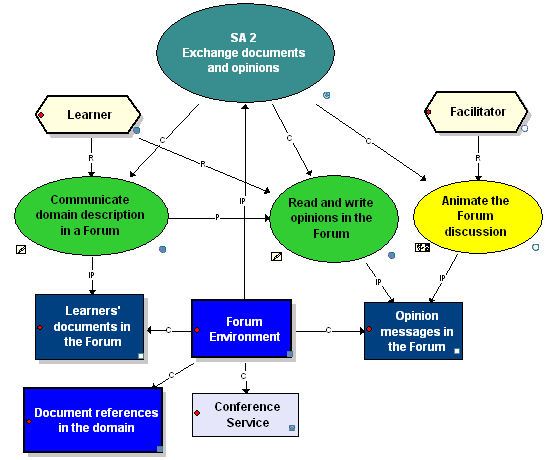 SA 2
Exchange documents
and opinions
Learner
Facilitator
C
C
C
R
R
R
Communicate
domain description
in a Forum
P
IP
Read and write
opinions in the
Forum
Animate the
Forum
discussion
IP
IP
IP
Learners'
documents in
the Forum
C
Forum
Environment
C
Opinion
messages in
the Forum
C
C
Document references
in the domain
Conference
Service